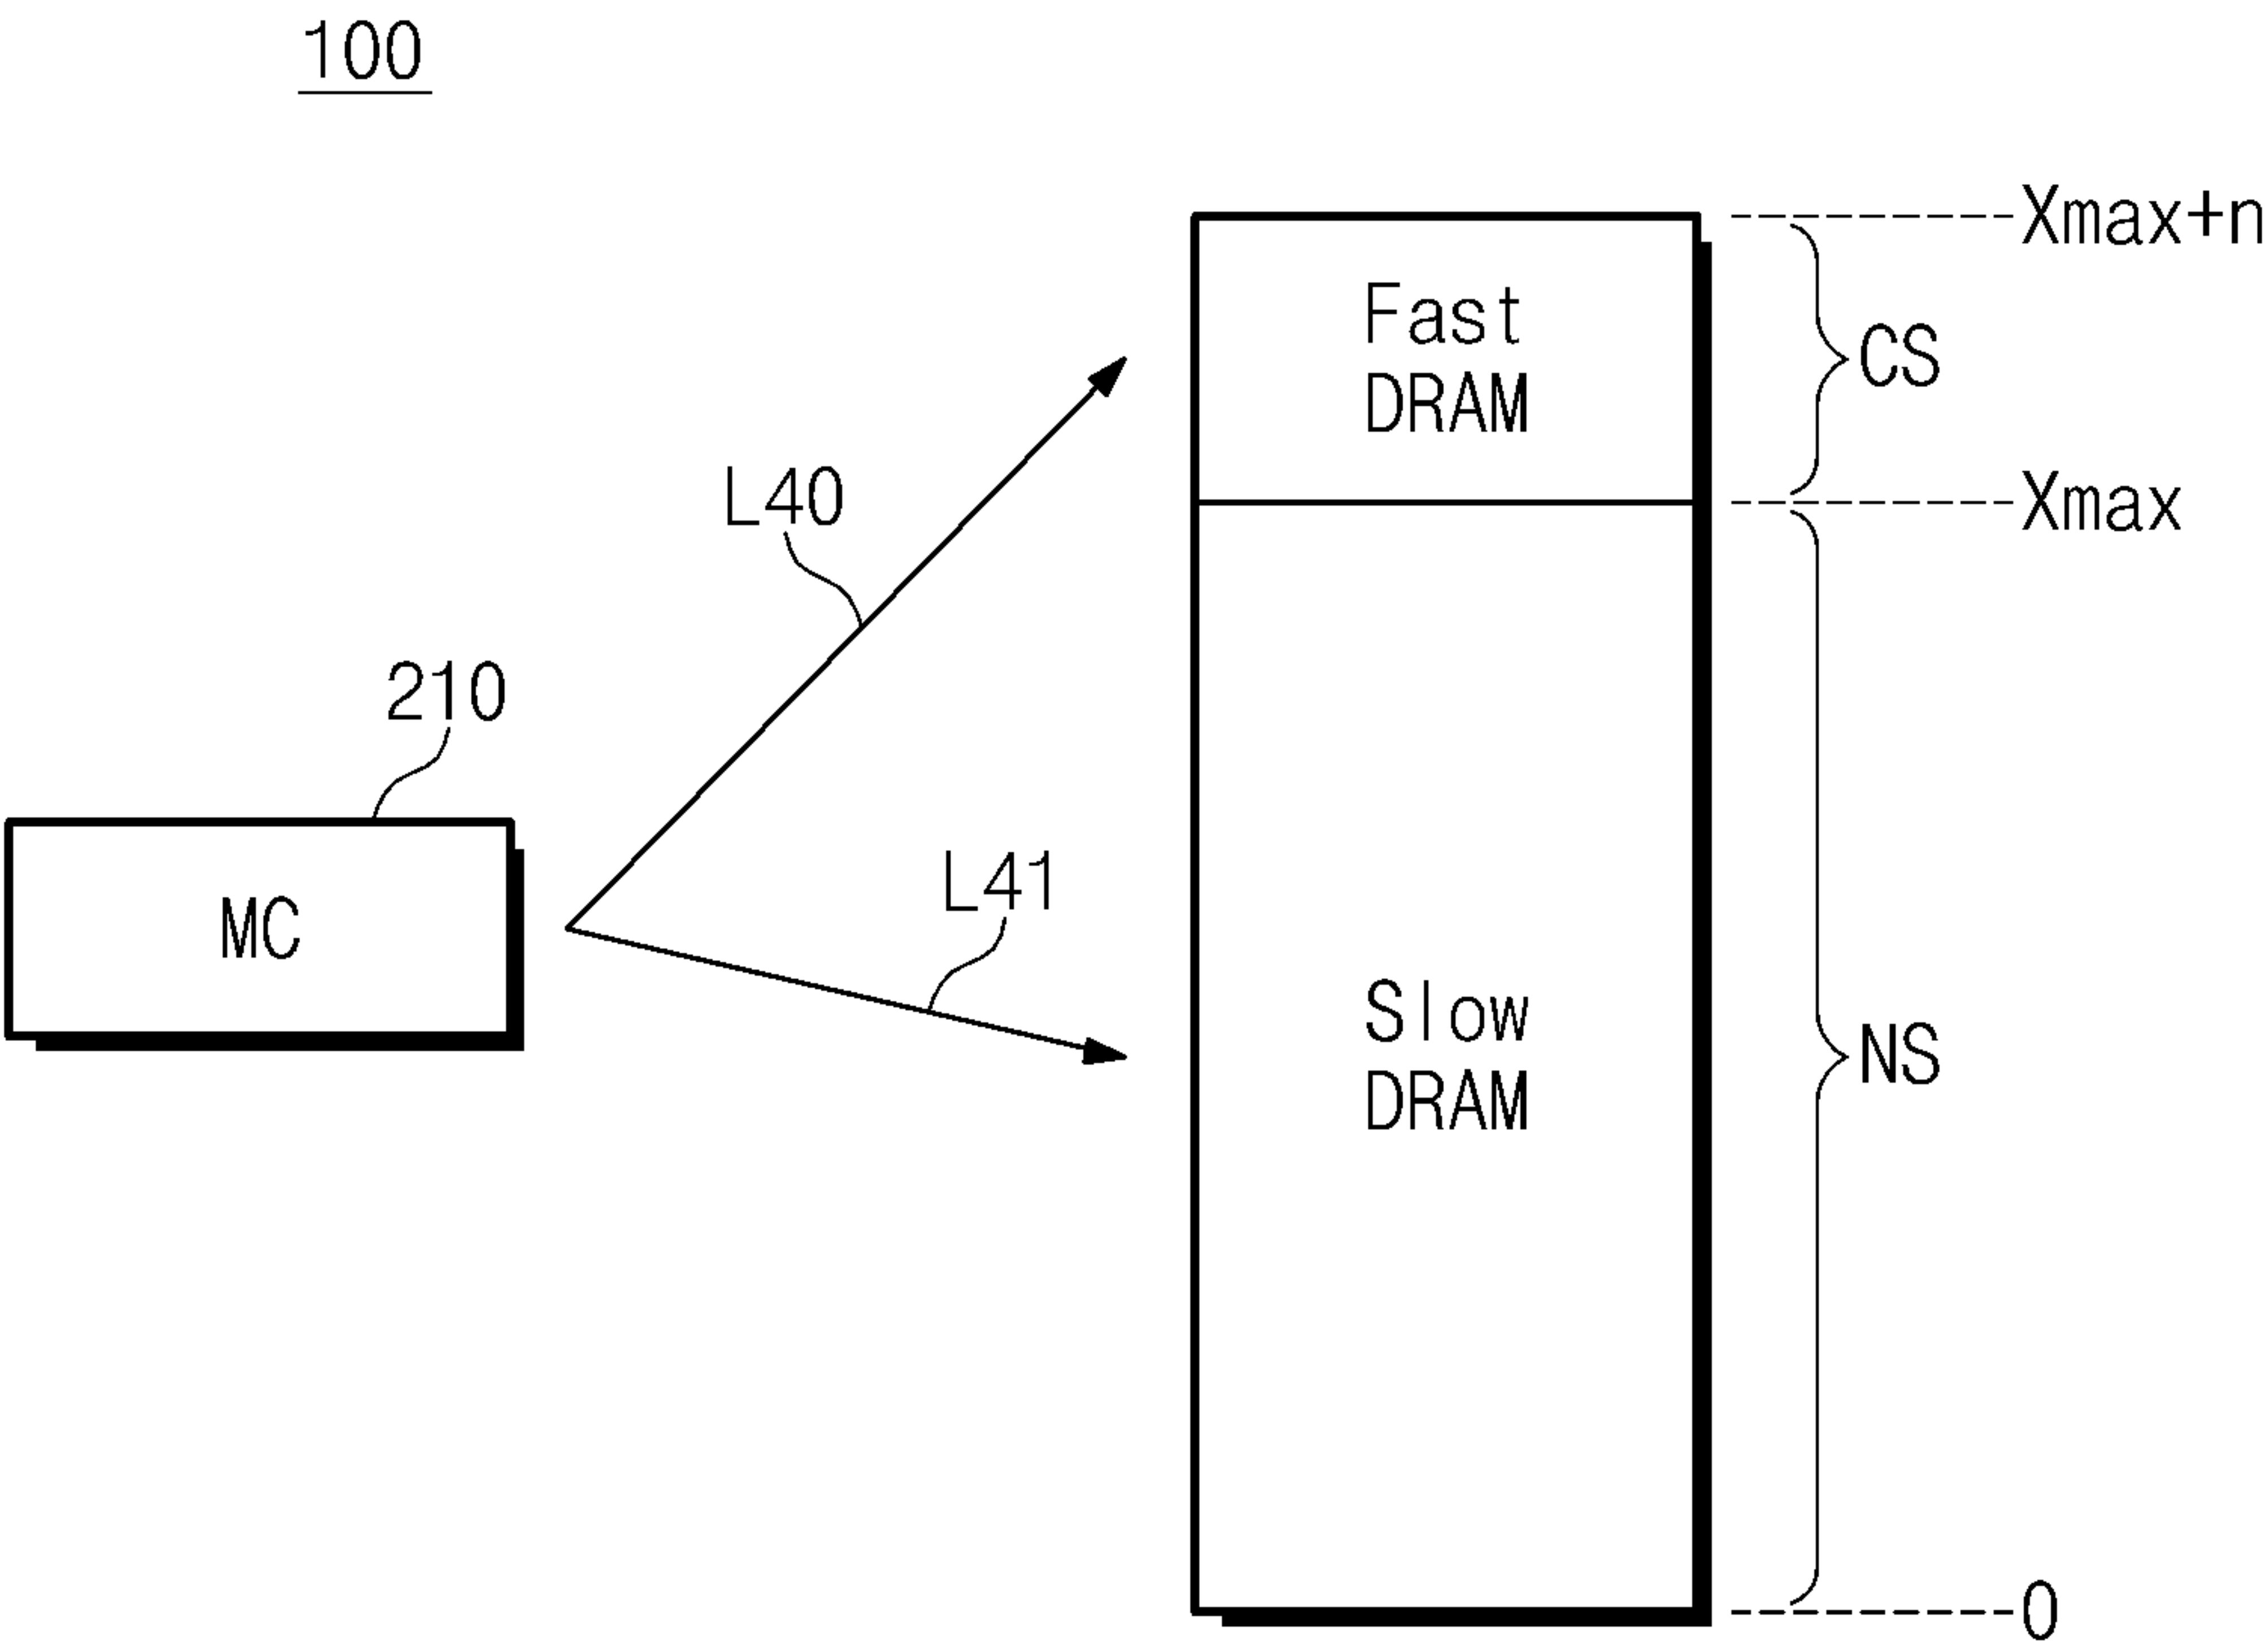 100
Xmax+n
Fast
DRAM
CS
L40
Xmax
210
L41
MC
Slow
DRAM
NS
0